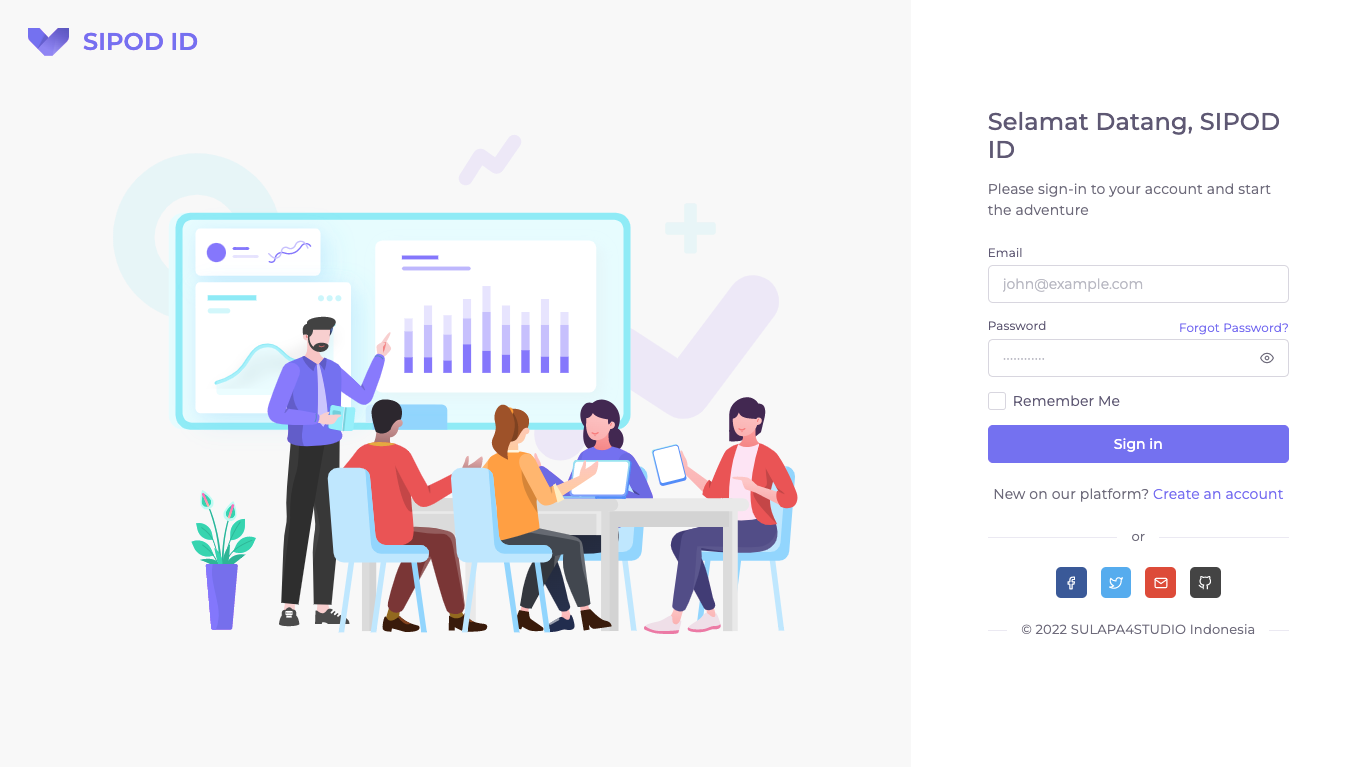 SIPOD ID
Selamat Datang, SIPOD
ID
Please sign-in to your account and start
the adventure
Email
john@example.com
Password
Forgot Password?
············
Remember Me
Sign in
New on our platform? Create an account
or
© 2022 SULAPA4STUDIO Indonesia